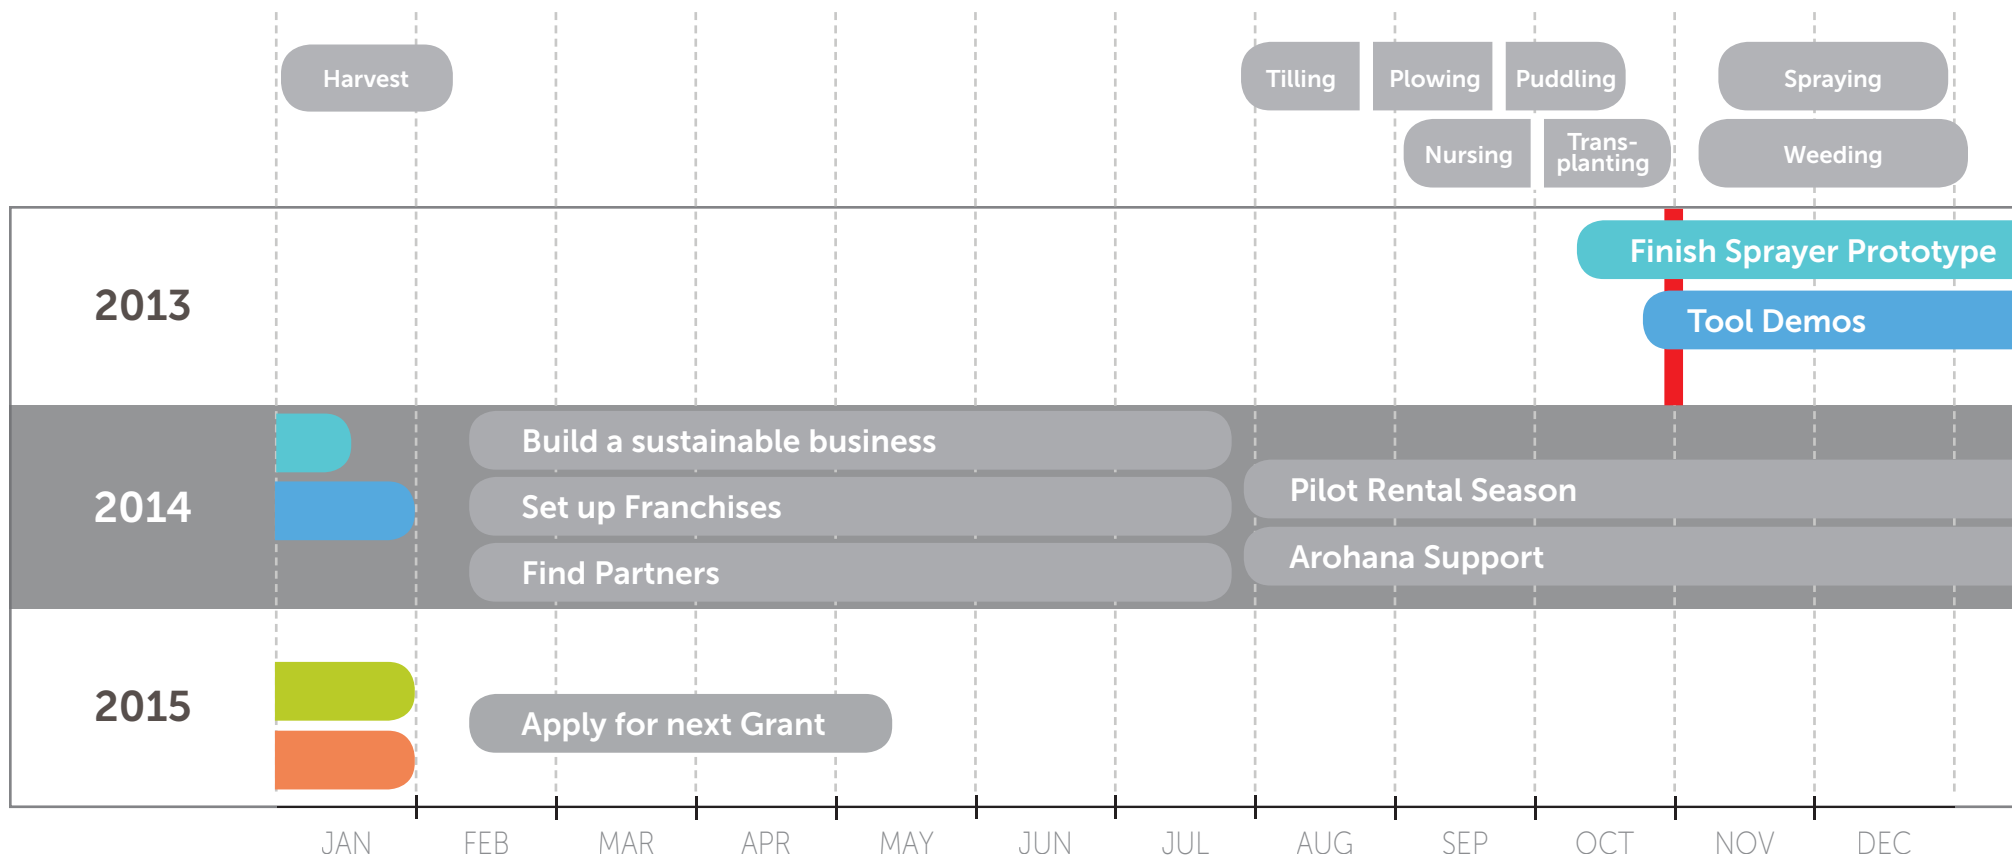 Harvest
Tilling
Plowing
Puddling
Spraying
Nursing
Trans-
planting
Weeding
2013
Finish Sprayer Prototype
Tool Demos
2014
Build a sustainable business
Set up Franchises
Find Partners
Pilot Rental Season
Arohana Support
2015
Apply for next Grant
JAN FEB MAR APR MAY JUN JUL AUG SEP OCT NOV DEC